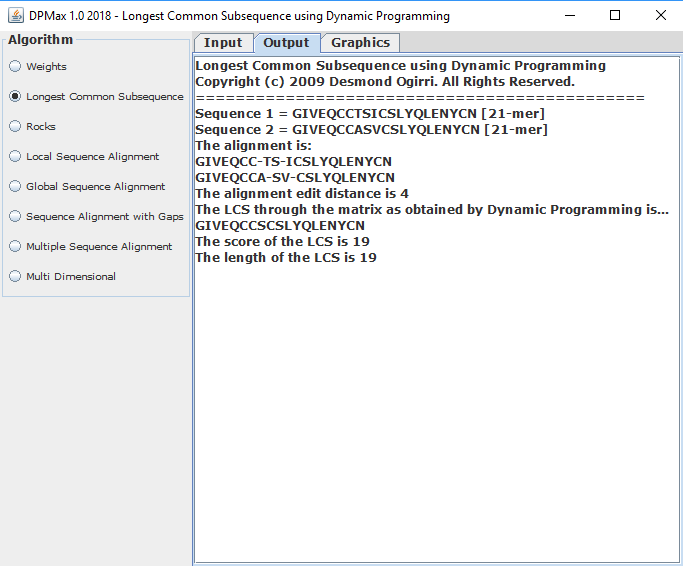 DPMax 1.0 2018 - Longest Common Subsequence using Dynamic Programming
Algorithm
Weights
Longest Common Subsequence
Rocks
Local Sequence Alignment
Global Sequence Alignment
Sequence Alignment with Gaps
Multiple Sequence Alignment
Multi Dimensional
Input Output Graphics
Longest Common Subsequence using Dynamic Programming
Copyright (c) 2009 Desmond Ogirri. All Rights Reserved.
=============================================
Sequence 1 = GIVEQCCTSICSLYQLENYCN [21-mer]
Sequence 2 = GIVEQCCASVCSLYQLENYCN [21-mer]
The alignment is:
GIVEQCC-TS-ICSLYQLENYCN
GIVEQCCA-SV-CSLYQLENYCN
The alignment edit distance is 4
The LCS through the matrix as obtained by Dynamic Programming is...
GIVEQCCSCSLYQLENYCN
The score of the LCS is 19
The length of the LCS is 19